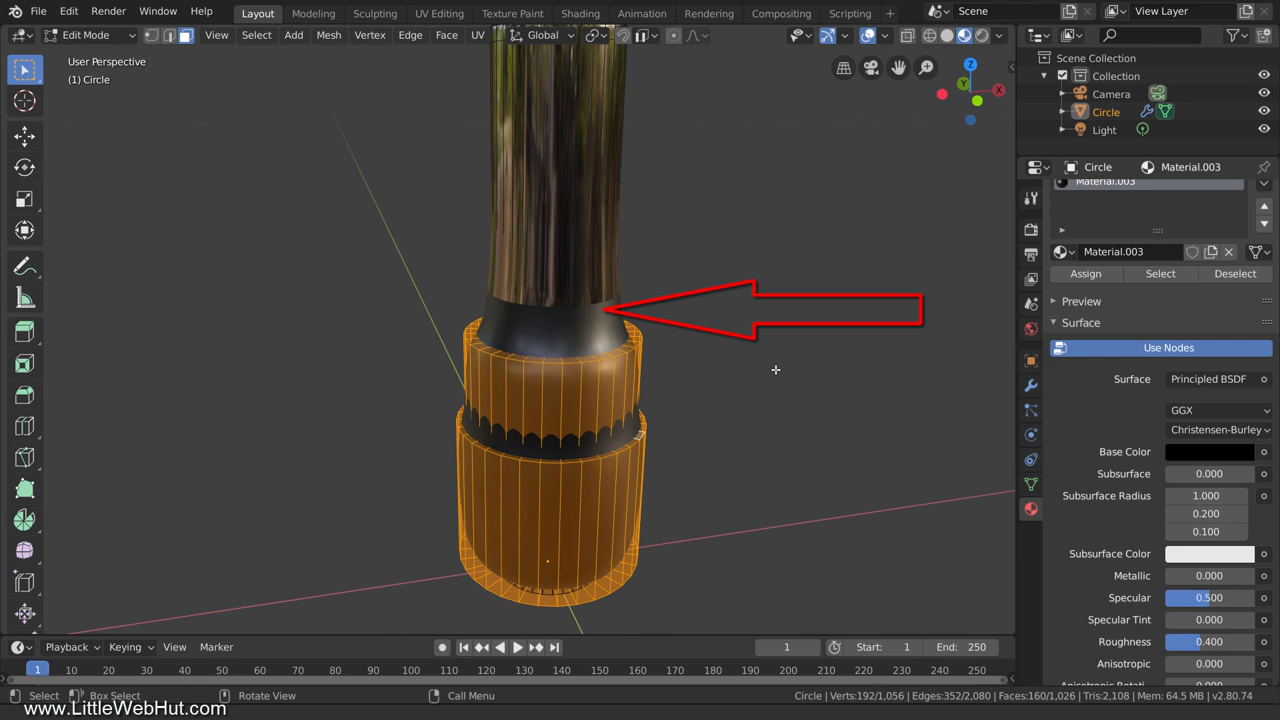 File Edit Render Window Help Layout Modeling Sculpting UV Editing Texture Paint Shading Animation Rendering Compositing Scripting Scene View Layer
Edit Mode View Select Add Mesh Vertex Edge Face UV Global
User Perspective
(1) Circle
Z
Y
X
Scene Collection
Collection
Camera
Circle
Light
Circle Material.003
Material.003
Material.003
Assign Select Deselect
Preview
Surface
Use Nodes
Surface Principled BSDF
GGX
Christensen-Burley
Base Color
Subsurface 0.000
Subsurface Radius 1.000
0.200
0.100
Subsurface Color
Metallic 0.000
Specular 0.500
Specular Tint 0.000
Roughness 0.400
Anisotropic 0.000
Playback Keying View Marker 1 Start: 1 End: 250
1 10 20 30 40 50 60 70 80 90 100 110 120 130 140 150 160 170 180 190 200 210 220 230 240 250
Select Box Select Rotate View Call Menu Circle | Verts:192/1,056 | Edges:352/2,080 | Faces:160/1,026 | Tris:2,108 | Mem: 64.5 MB | v2.80.74
www.LittleWebHut.com